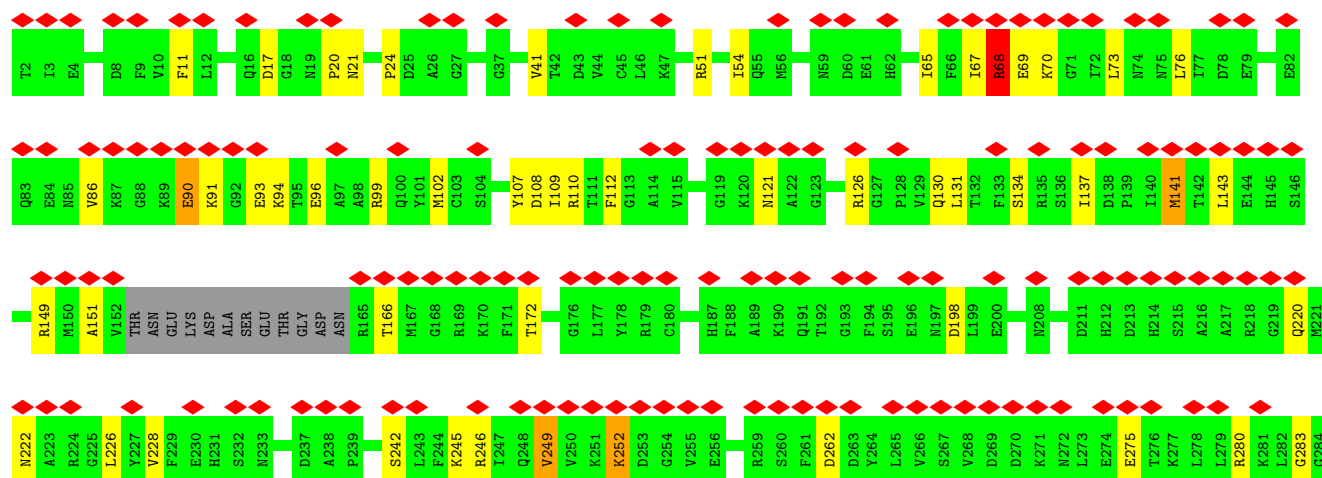 T2 I3 E4 D8 F9 V10 F11 L12 Q16 D17 G18 N19 P20 N21 P24 D25 A26 G27 G37 V41 T42 D43 V44 C45 L46 K47 R51 I54 Q55 M56 N59 D60 E61 H62 I65 F66 I67 R68 E69 K70 G71 I72 L73 N74 N75 L76 I77 D78 E79 E82
Q83 E84 N85 V86 K87 G88 K89 E90 K91 G92 E93 K94 T95 E96 A97 A98 R99 Q100 Y101 M102 C103 S104 Y107 D108 I109 R110 T111 F112 G113 A114 V115 G119 K120 N121 A122 G123 R126 G127 P128 V129 Q130 L131 T132 F133 S134 R135 S136 I137 D138 P139 I140 M141 T142 L143 E144 H145 S146
R149 M150 A151 V152 THR ASN GLU LYS ASP ALA SER GLU THR GLY ASP ASN R165 T166 M167 G168 R169 K170 F171 T172 G176 L177 Y178 R179 C180 H187 F188 A189 K190 Q191 T192 G193 F194 S195 E196 N197 D198 L199 E200 N208 D211 H212 D213 H214 S215 A216 A217 R218 G219 Q220 M221
N222 A223 R224 G225 L226 Y227 V228 F229 E230 H231 S232 N233 D237 A238 P239 S242 L243 F244 K245 R246 I247 Q248 V249 V250 K251 K252 D253 G254 V255 E256 R259 S260 F261 D262 D263 Y264 L265 V266 S267 V268 D269 D270 K271 N272 L273 E274 E275 T276 K277 L278 L279 R280 K281 L282 G283 G284